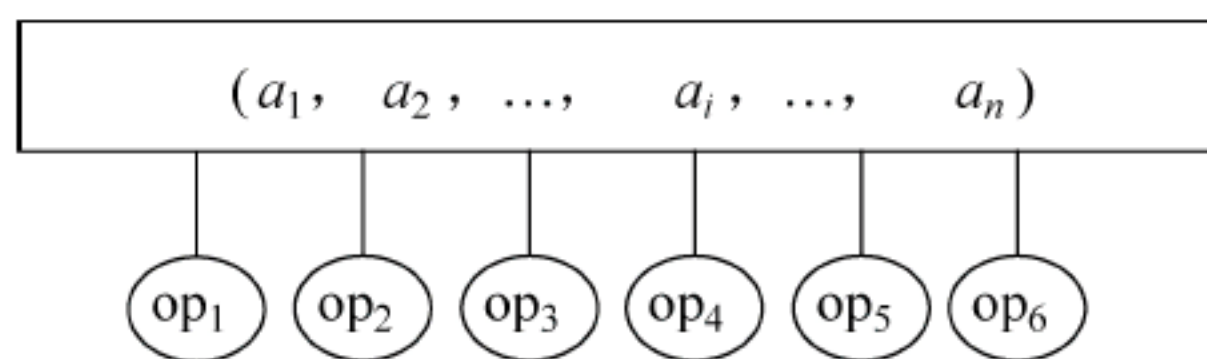 (a₁, a₂, …, aᵢ, …, aₙ)
op₁ op₂ op₃ op₄ op₅ op₆